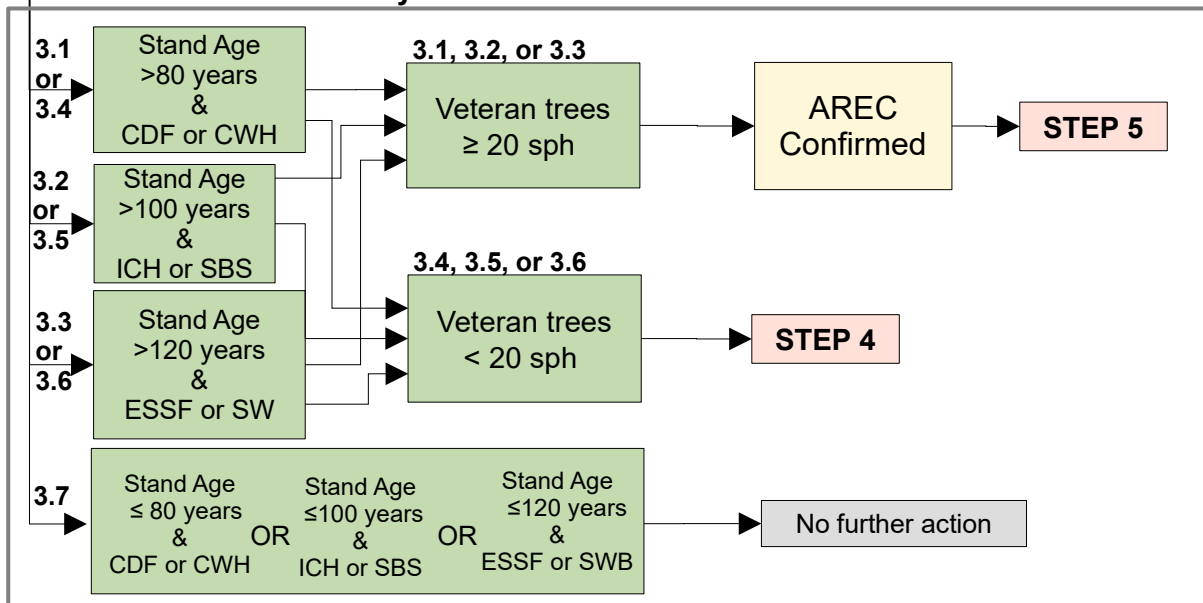 3.1
or
3.4
Stand Age
>80 years
&
CDF or CWH
3.1, 3.2, or 3.3
Veteran trees
≥ 20 sph
AREC
Confirmed
STEP 5
3.2
or
3.5
Stand Age
>100 years
&
ICH or SBS
3.4, 3.5, or 3.6
Veteran trees
< 20 sph
STEP 4
3.3
or
3.6
Stand Age
>120 years
&
ESSF or SW
3.7
Stand Age
≤ 80 years
&
CDF or CWH
OR
Stand Age
≤100 years
&
ICH or SBS
OR
Stand Age
≤120 years
&
ESSF or SWB
No further action